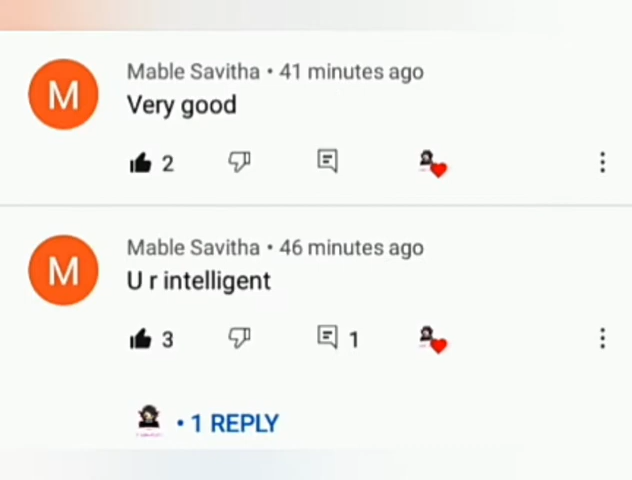 M
Mable Savitha • 41 minutes ago
Very good
2
M
Mable Savitha • 46 minutes ago
U r intelligent
3 1
• 1 REPLY